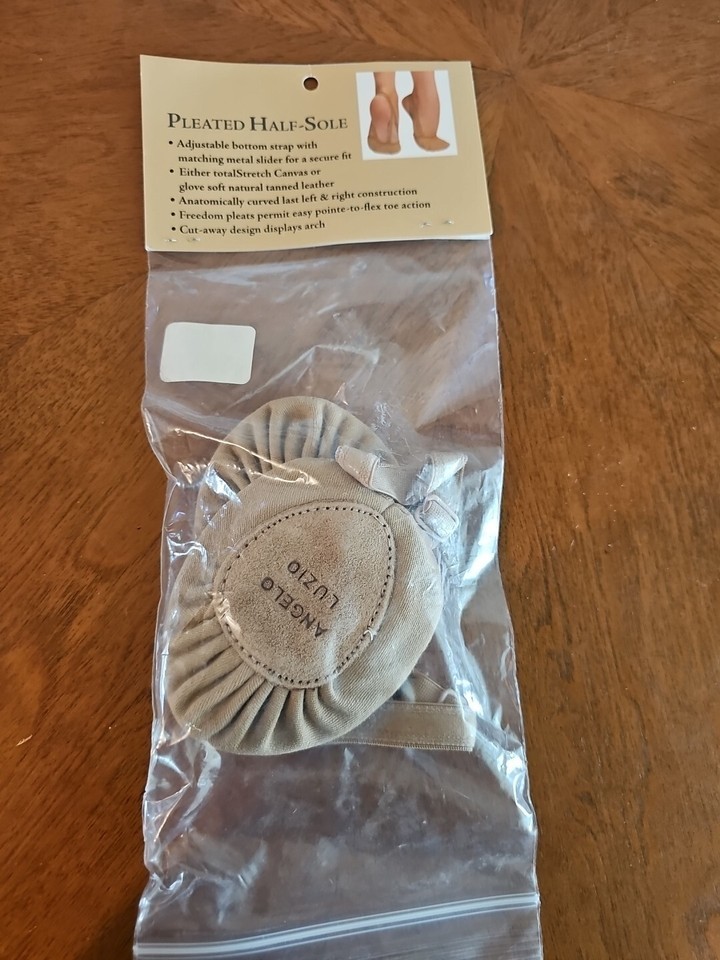 PLEATED HALF-SOLE
• Adjustable bottom strap with
matching metal slider for a secure fit
• Either totalStretch Canvas or
glove soft natural tanned leather
• Anatomically curved last left & right construction
• Freedom pleats permit easy pointe-to-flex toe action
• Cut-away design displays arch
ANGELO
LUZIO